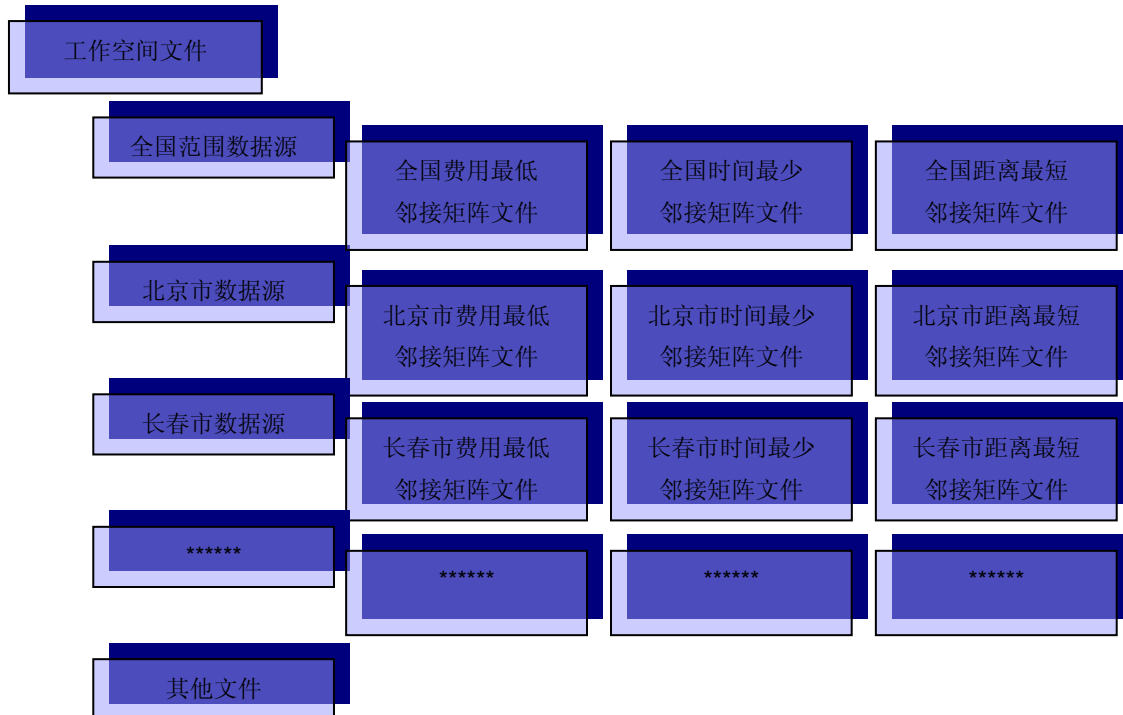 工作空间文件
全国范围数据源
全国费用最低
邻接矩阵文件
全国时间最少
邻接矩阵文件
全国距离最短
邻接矩阵文件
北京市数据源
北京市费用最低
邻接矩阵文件
北京市时间最少
邻接矩阵文件
北京市距离最短
邻接矩阵文件
长春市数据源
长春市费用最低
邻接矩阵文件
长春市时间最少
邻接矩阵文件
长春市距离最短
邻接矩阵文件
******
******
******
******
其他文件